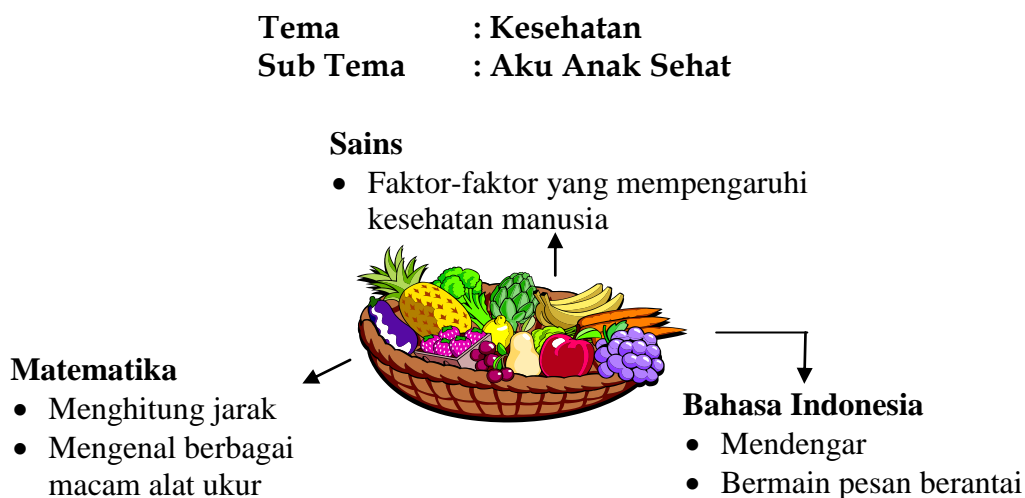 Tema : Kesehatan
Sub Tema : Aku Anak Sehat
Sains
• Faktor-faktor yang mempengaruhi
kesehatan manusia
Matematika
• Menghitung jarak
• Mengenal berbagai
macam alat ukur
Bahasa Indonesia
• Mendengar
• Bermain pesan berantai